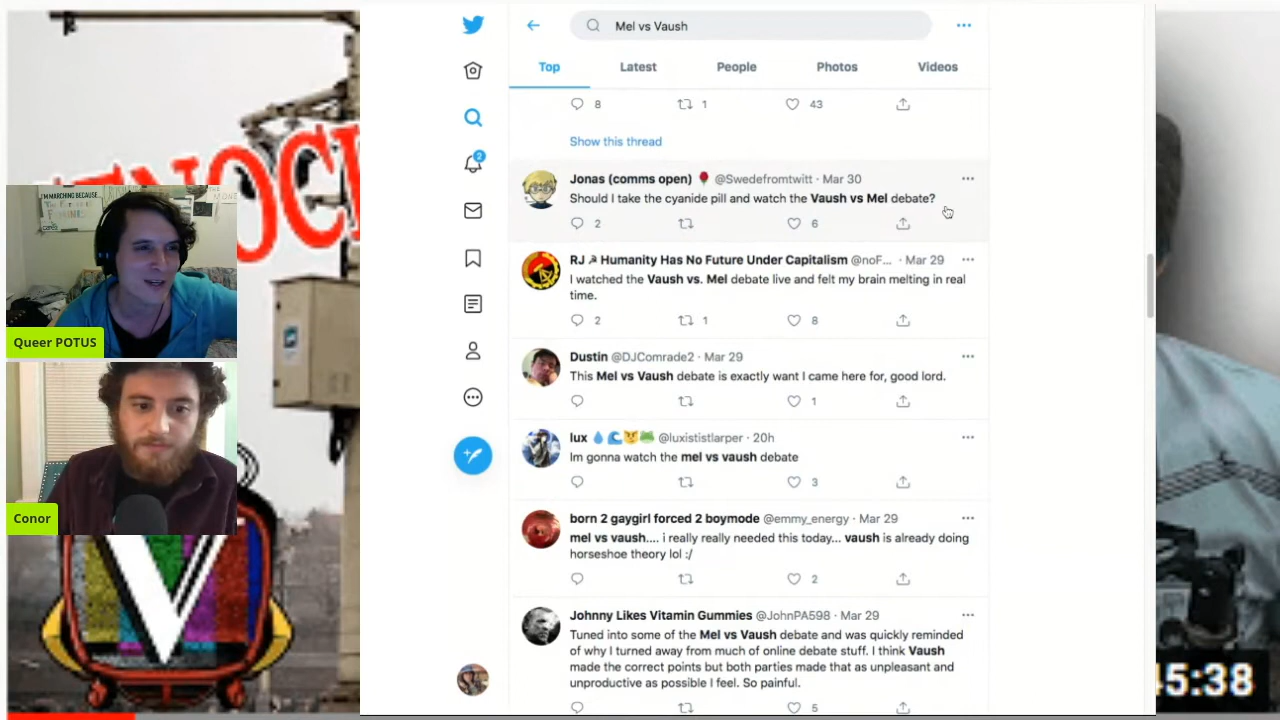 Mel vs Vaush
Top Latest People Photos Videos
8 1 43
Show this thread
Jonas (comms open) 🌹 @Swedefromtwitt · Mar 30
Should I take the cyanide pill and watch the Vaush vs Mel debate?
2 6
RJ ☭ Humanity Has No Future Under Capitalism @noF... · Mar 29
I watched the Vaush vs. Mel debate live and felt my brain melting in real
time.
2 1 8
Dustin @DJComrade2 · Mar 29
This Mel vs Vaush debate is exactly want I came here for, good lord.
1
lux 💧🌊😼🐸 @luxististlarper · 20h
Im gonna watch the mel vs vaush debate
3
born 2 gaygirl forced 2 boymode @emmy_energy · Mar 29
mel vs vaush.... i really really needed this today... vaush is already doing
horseshoe theory lol :/
2
Johnny Likes Vitamin Gummies @JohnPA598 · Mar 29
Tuned into some of the Mel vs Vaush debate and was quickly reminded
of why I turned away from much of online debate stuff. I think Vaush
made the correct points but both parties made that as unpleasant and
unproductive as possible I feel. So painful.
5
2
I'M MARCHING BECAUSE
Queer POTUS
Conor
V
5:38